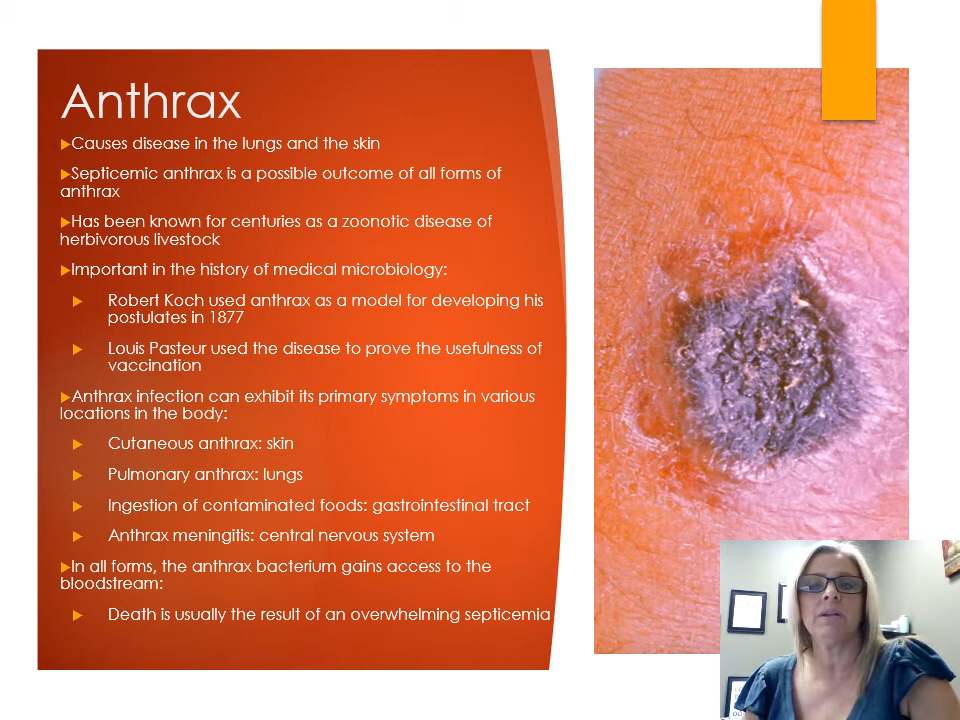 Anthrax
Causes disease in the lungs and the skin
Septicemic anthrax is a possible outcome of all forms of
anthrax
Has been known for centuries as a zoonotic disease of
herbivorous livestock
Important in the history of medical microbiology:
Robert Koch used anthrax as a model for developing his
postulates in 1877
Louis Pasteur used the disease to prove the usefulness of
vaccination
Anthrax infection can exhibit its primary symptoms in various
locations in the body:
Cutaneous anthrax: skin
Pulmonary anthrax: lungs
Ingestion of contaminated foods: gastrointestinal tract
Anthrax meningitis: central nervous system
In all forms, the anthrax bacterium gains access to the
bloodstream:
Death is usually the result of an overwhelming septicemia